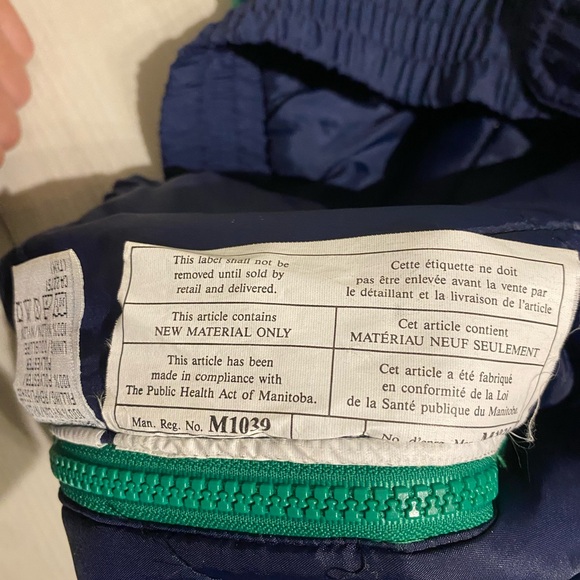 This label shall not be
removed until sold by
retail and delivered.
Cette étiquette ne doit
pas être enlevée avant la vente par
le détaillant et la livraison de l'article
This article contains
NEW MATERIAL ONLY
Cet article contient
MATÉRIAU NEUF SEULEMENT
This article has been
made in compliance with
The Public Health Act of Manitoba.
Cet article a été fabriqué
en conformité de la Loi
de la Santé publique du Manitoba
Man. Reg. No. M1039
No.